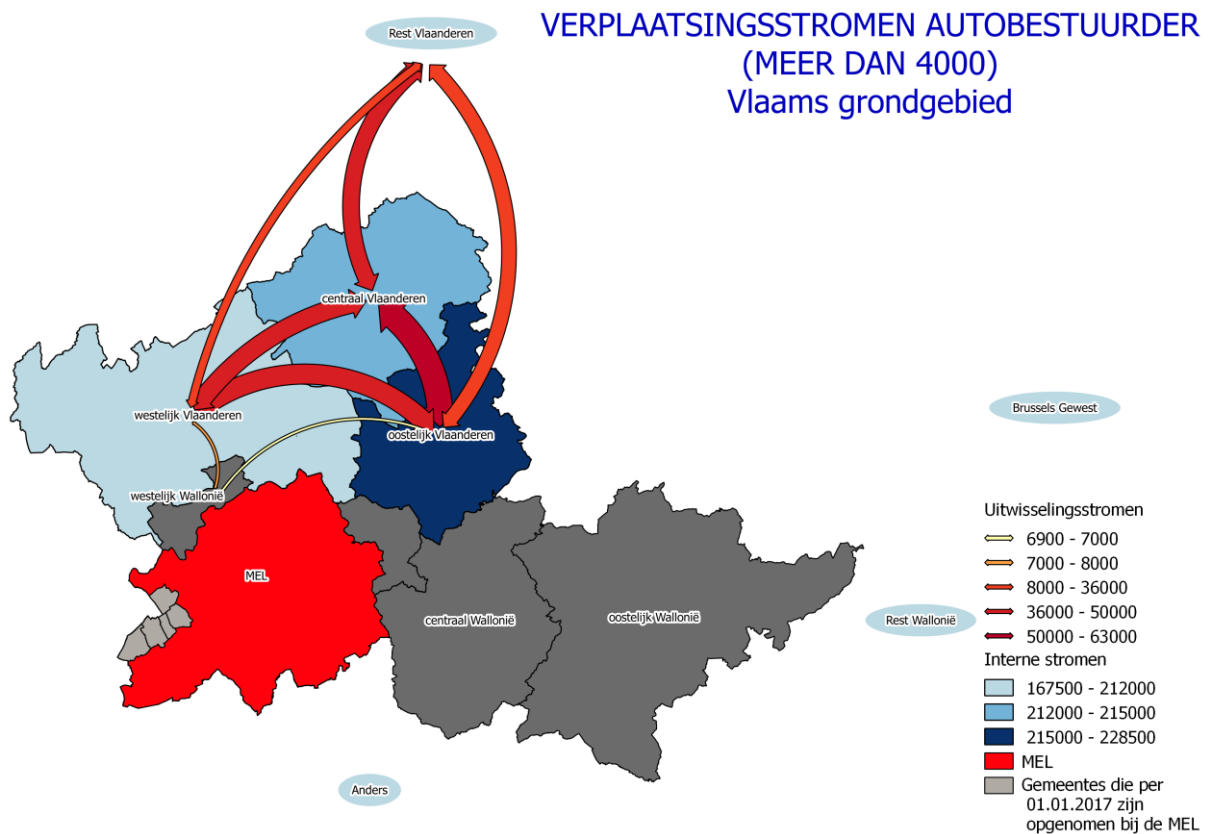 VERPLAATSINGSSTROMEN AUTOBESTUURDER
(MEER DAN 4000)
Vlaams grondgebied
Rest Vlaanderen
centraal Vlaanderen
westelijk Vlaanderen
oostelijk Vlaanderen
Brussels Gewest
westelijk Wallonië
MEL
centraal Wallonië
oostelijk Wallonië
Rest Wallonië
Anders
Uitwisselingsstromen
6900 - 7000
7000 - 8000
8000 - 36000
36000 - 50000
50000 - 63000
Interne stromen
167500 - 212000
212000 - 215000
215000 - 228500
MEL
Gemeentes die per
01.01.2017 zijn
opgenomen bij de MEL